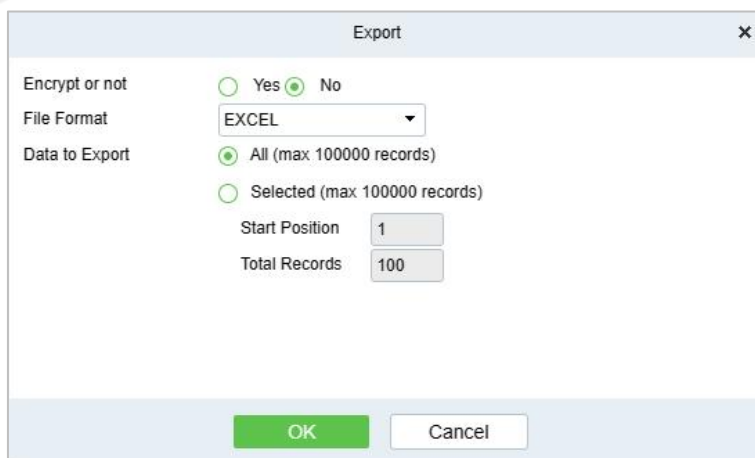 Export
Encrypt or not Yes No
File Format EXCEL
Data to Export All (max 100000 records)
Selected (max 100000 records)
Start Position 1
Total Records 100
OK Cancel